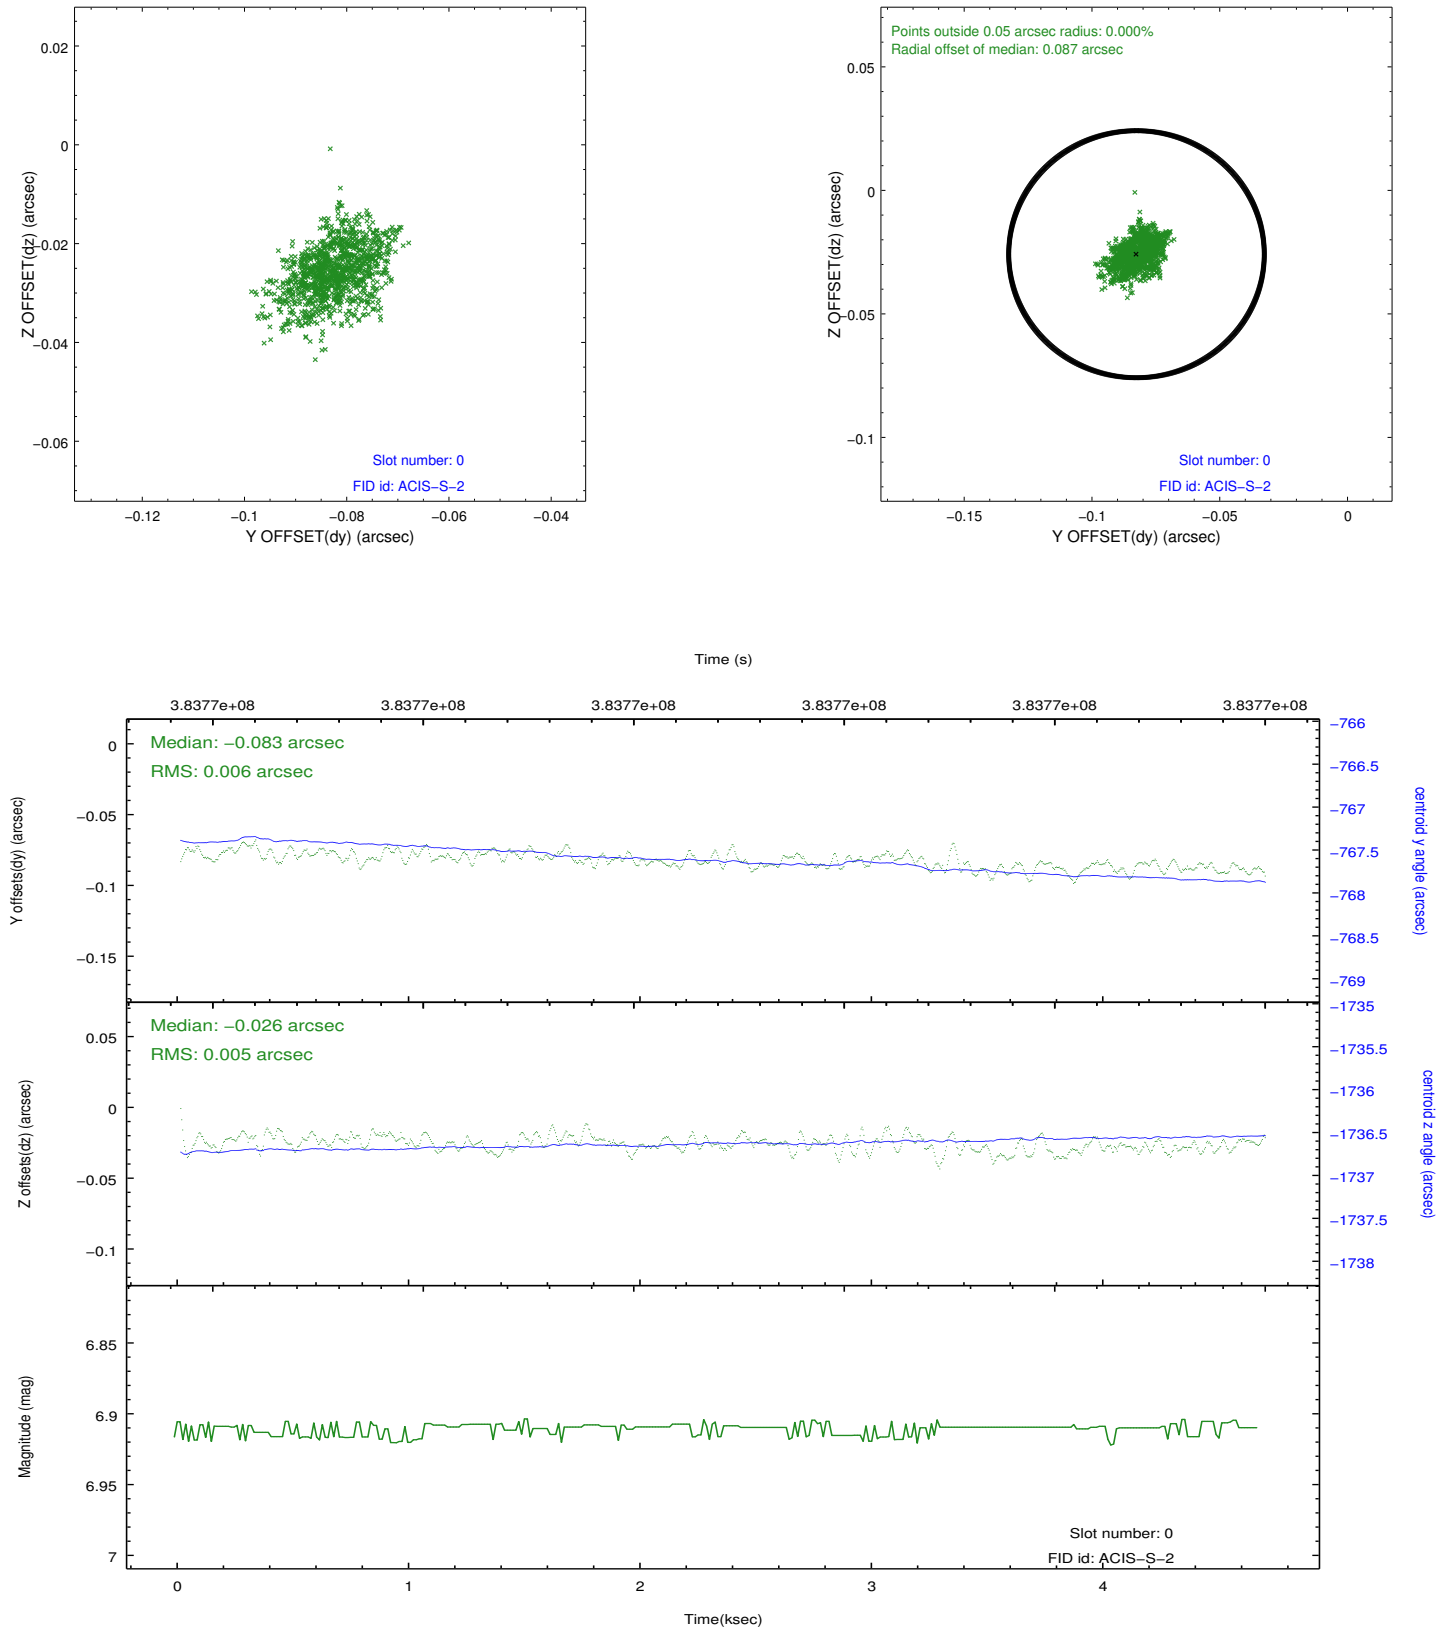 0.02
0
−0.02
−0.04
−0.06
Z OFFSET(dz) (arcsec)
Slot number: 0
FID id: ACIS−S−2
−0.12
−0.1
−0.08
−0.06
−0.04
Y OFFSET(dy) (arcsec)
Points outside 0.05 arcsec radius: 0.000%
Radial offset of median: 0.087 arcsec
0.05
0
−0.05
−0.1
Z OFFSET(dz) (arcsec)
Slot number: 0
FID id: ACIS−S−2
−0.15
−0.1
−0.05
0
Y OFFSET(dy) (arcsec)
Time (s)
3.8377e+08
3.8377e+08
3.8377e+08
3.8377e+08
3.8377e+08
3.8377e+08
Median: −0.083 arcsec
RMS: 0.006 arcsec
0
−0.05
−0.1
−0.15
Y offsets(dy) (arcsec)
−766
−766.5
−767
−767.5
−768
−768.5
−769
centroid y angle (arcsec)
Median: −0.026 arcsec
RMS: 0.005 arcsec
0.05
0
−0.05
−0.1
Z offsets(dz) (arcsec)
−1735
−1735.5
−1736
−1736.5
−1737
−1737.5
−1738
centroid z angle (arcsec)
6.85
6.9
6.95
7
Magnitude (mag)
Slot number: 0
FID id: ACIS−S−2
0
1
2
3
4
Time(ksec)